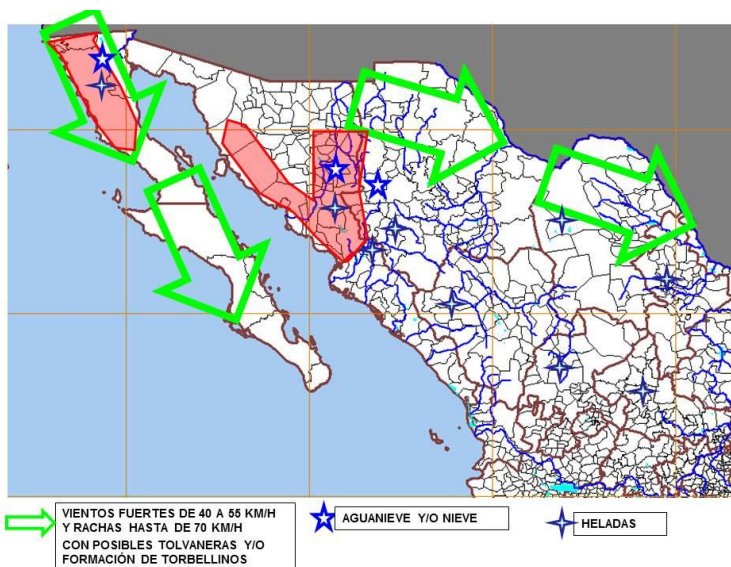 VIENTOS FUERTES DE 40 A 55 KM/H
Y RACHAS HASTA DE 70 KM/H
CON POSIBLES TOLVANERAS Y/O
FORMACIÓN DE TORBELLINOS
AGUANIEVE Y/O NIEVE
HELADAS